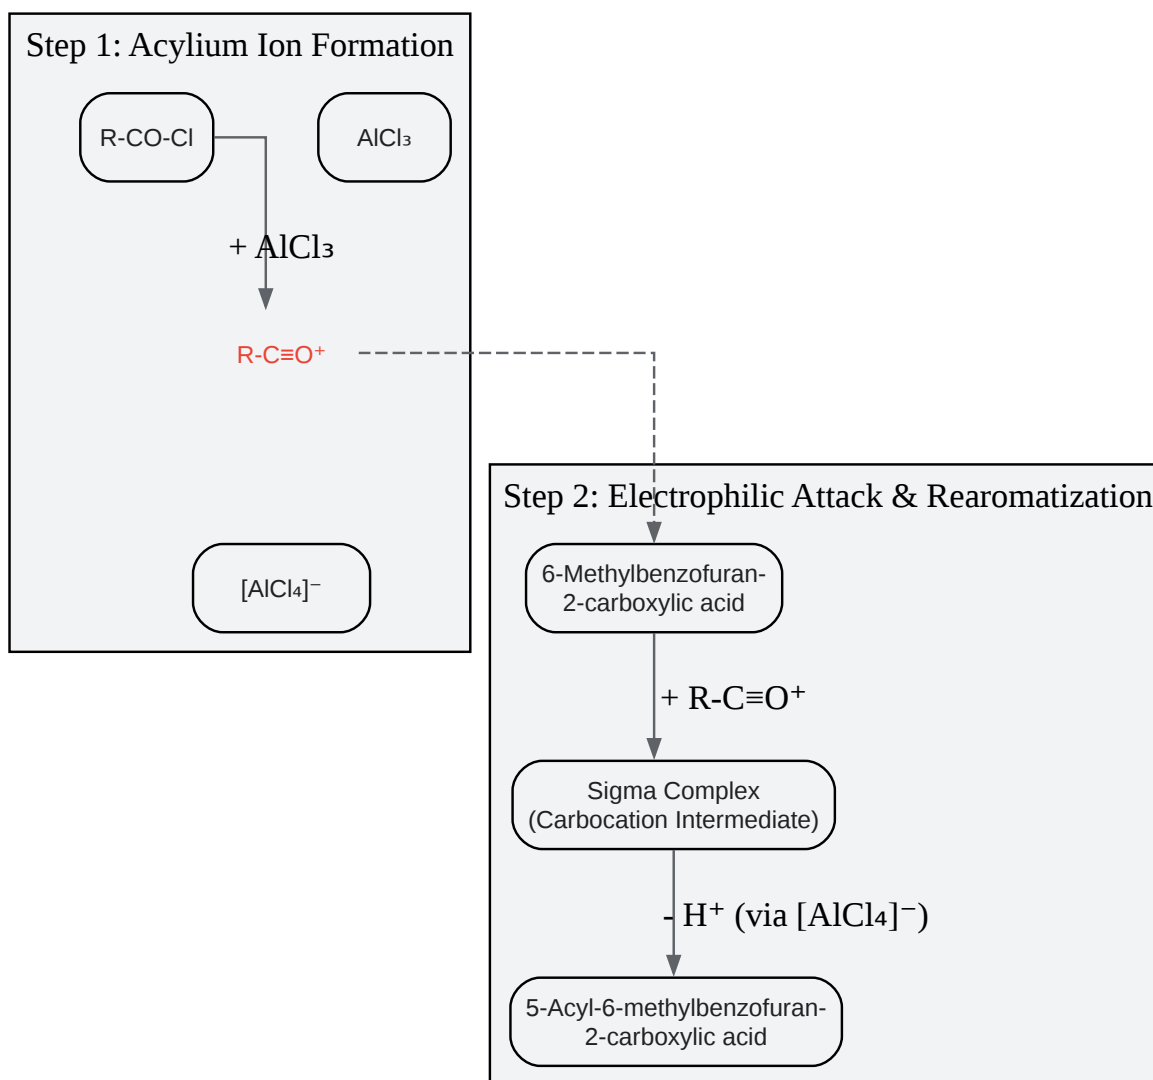 Step 1: Acylium Ion Formation
R-CO-Cl
AlCl₃
+ AlCl₃
R-C≡O⁺
[AlCl₄]⁻
Step 2: Electrophilic Attack & Rearomatization
6-Methylbenzofuran-
2-carboxylic acid
+ R-C≡O⁺
Sigma Complex
(Carbocation Intermediate)
- H⁺ (via [AlCl₄]⁻)
5-Acyl-6-methylbenzofuran-
2-carboxylic acid